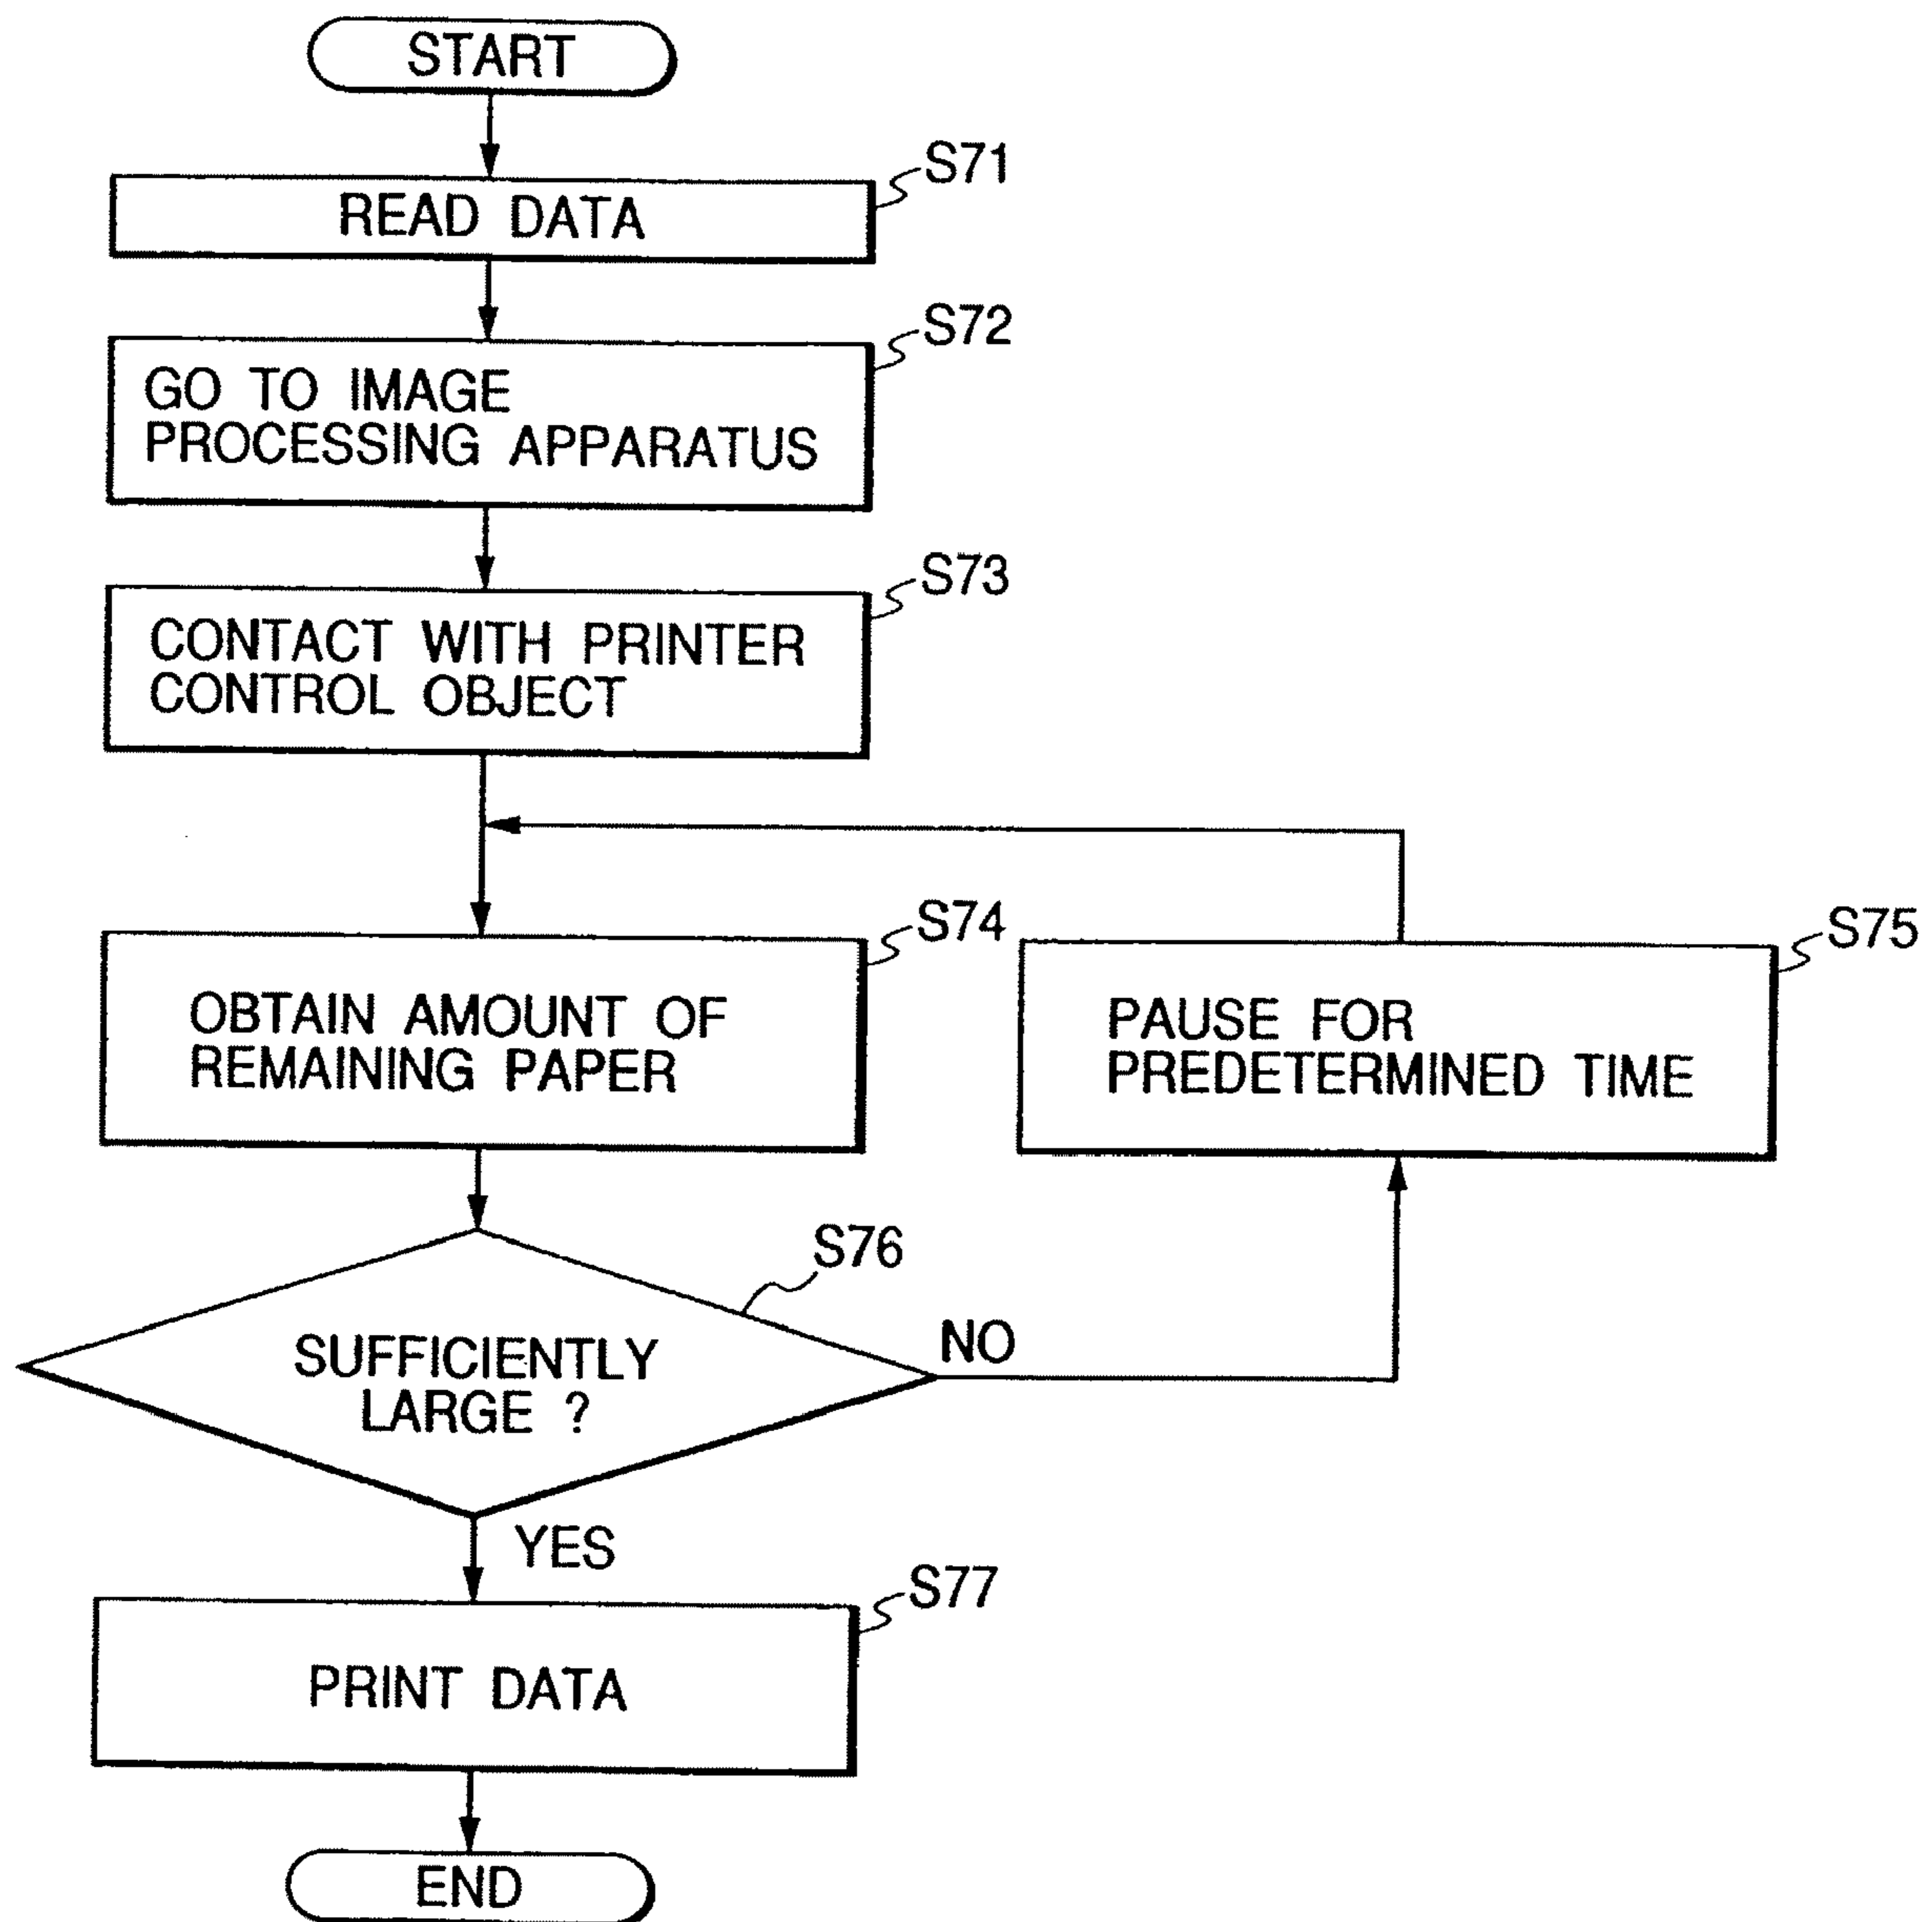 START
S71
READ DATA
S72
GO TO IMAGE
PROCESSING APPARATUS
S73
CONTACT WITH PRINTER
CONTROL OBJECT
S74
OBTAIN AMOUNT OF
REMAINING PAPER
S75
PAUSE FOR
PREDETERMINED TIME
S76
SUFFICIENTLY
LARGE ?
NO
YES
S77
PRINT DATA
END